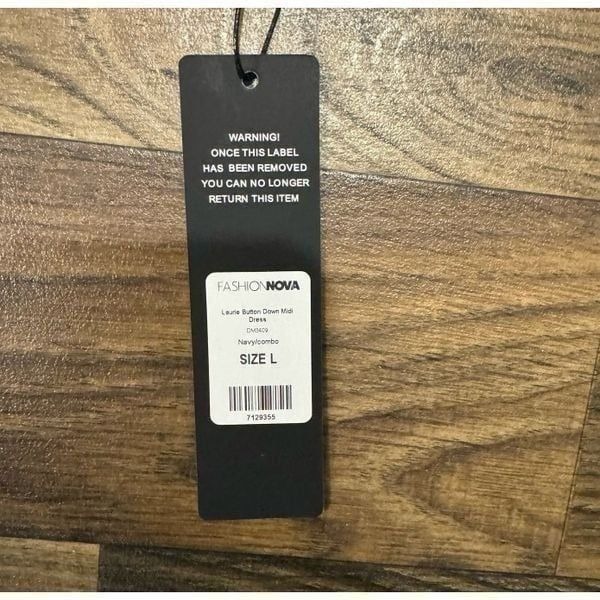 WARNING!
ONCE THIS LABEL
HAS BEEN REMOVED
YOU CAN NO LONGER
RETURN THIS ITEM
FASHIONNOVA
Laurie Button Down Midi
Dress
DM3609
Navy/combo
SIZE L
7129355